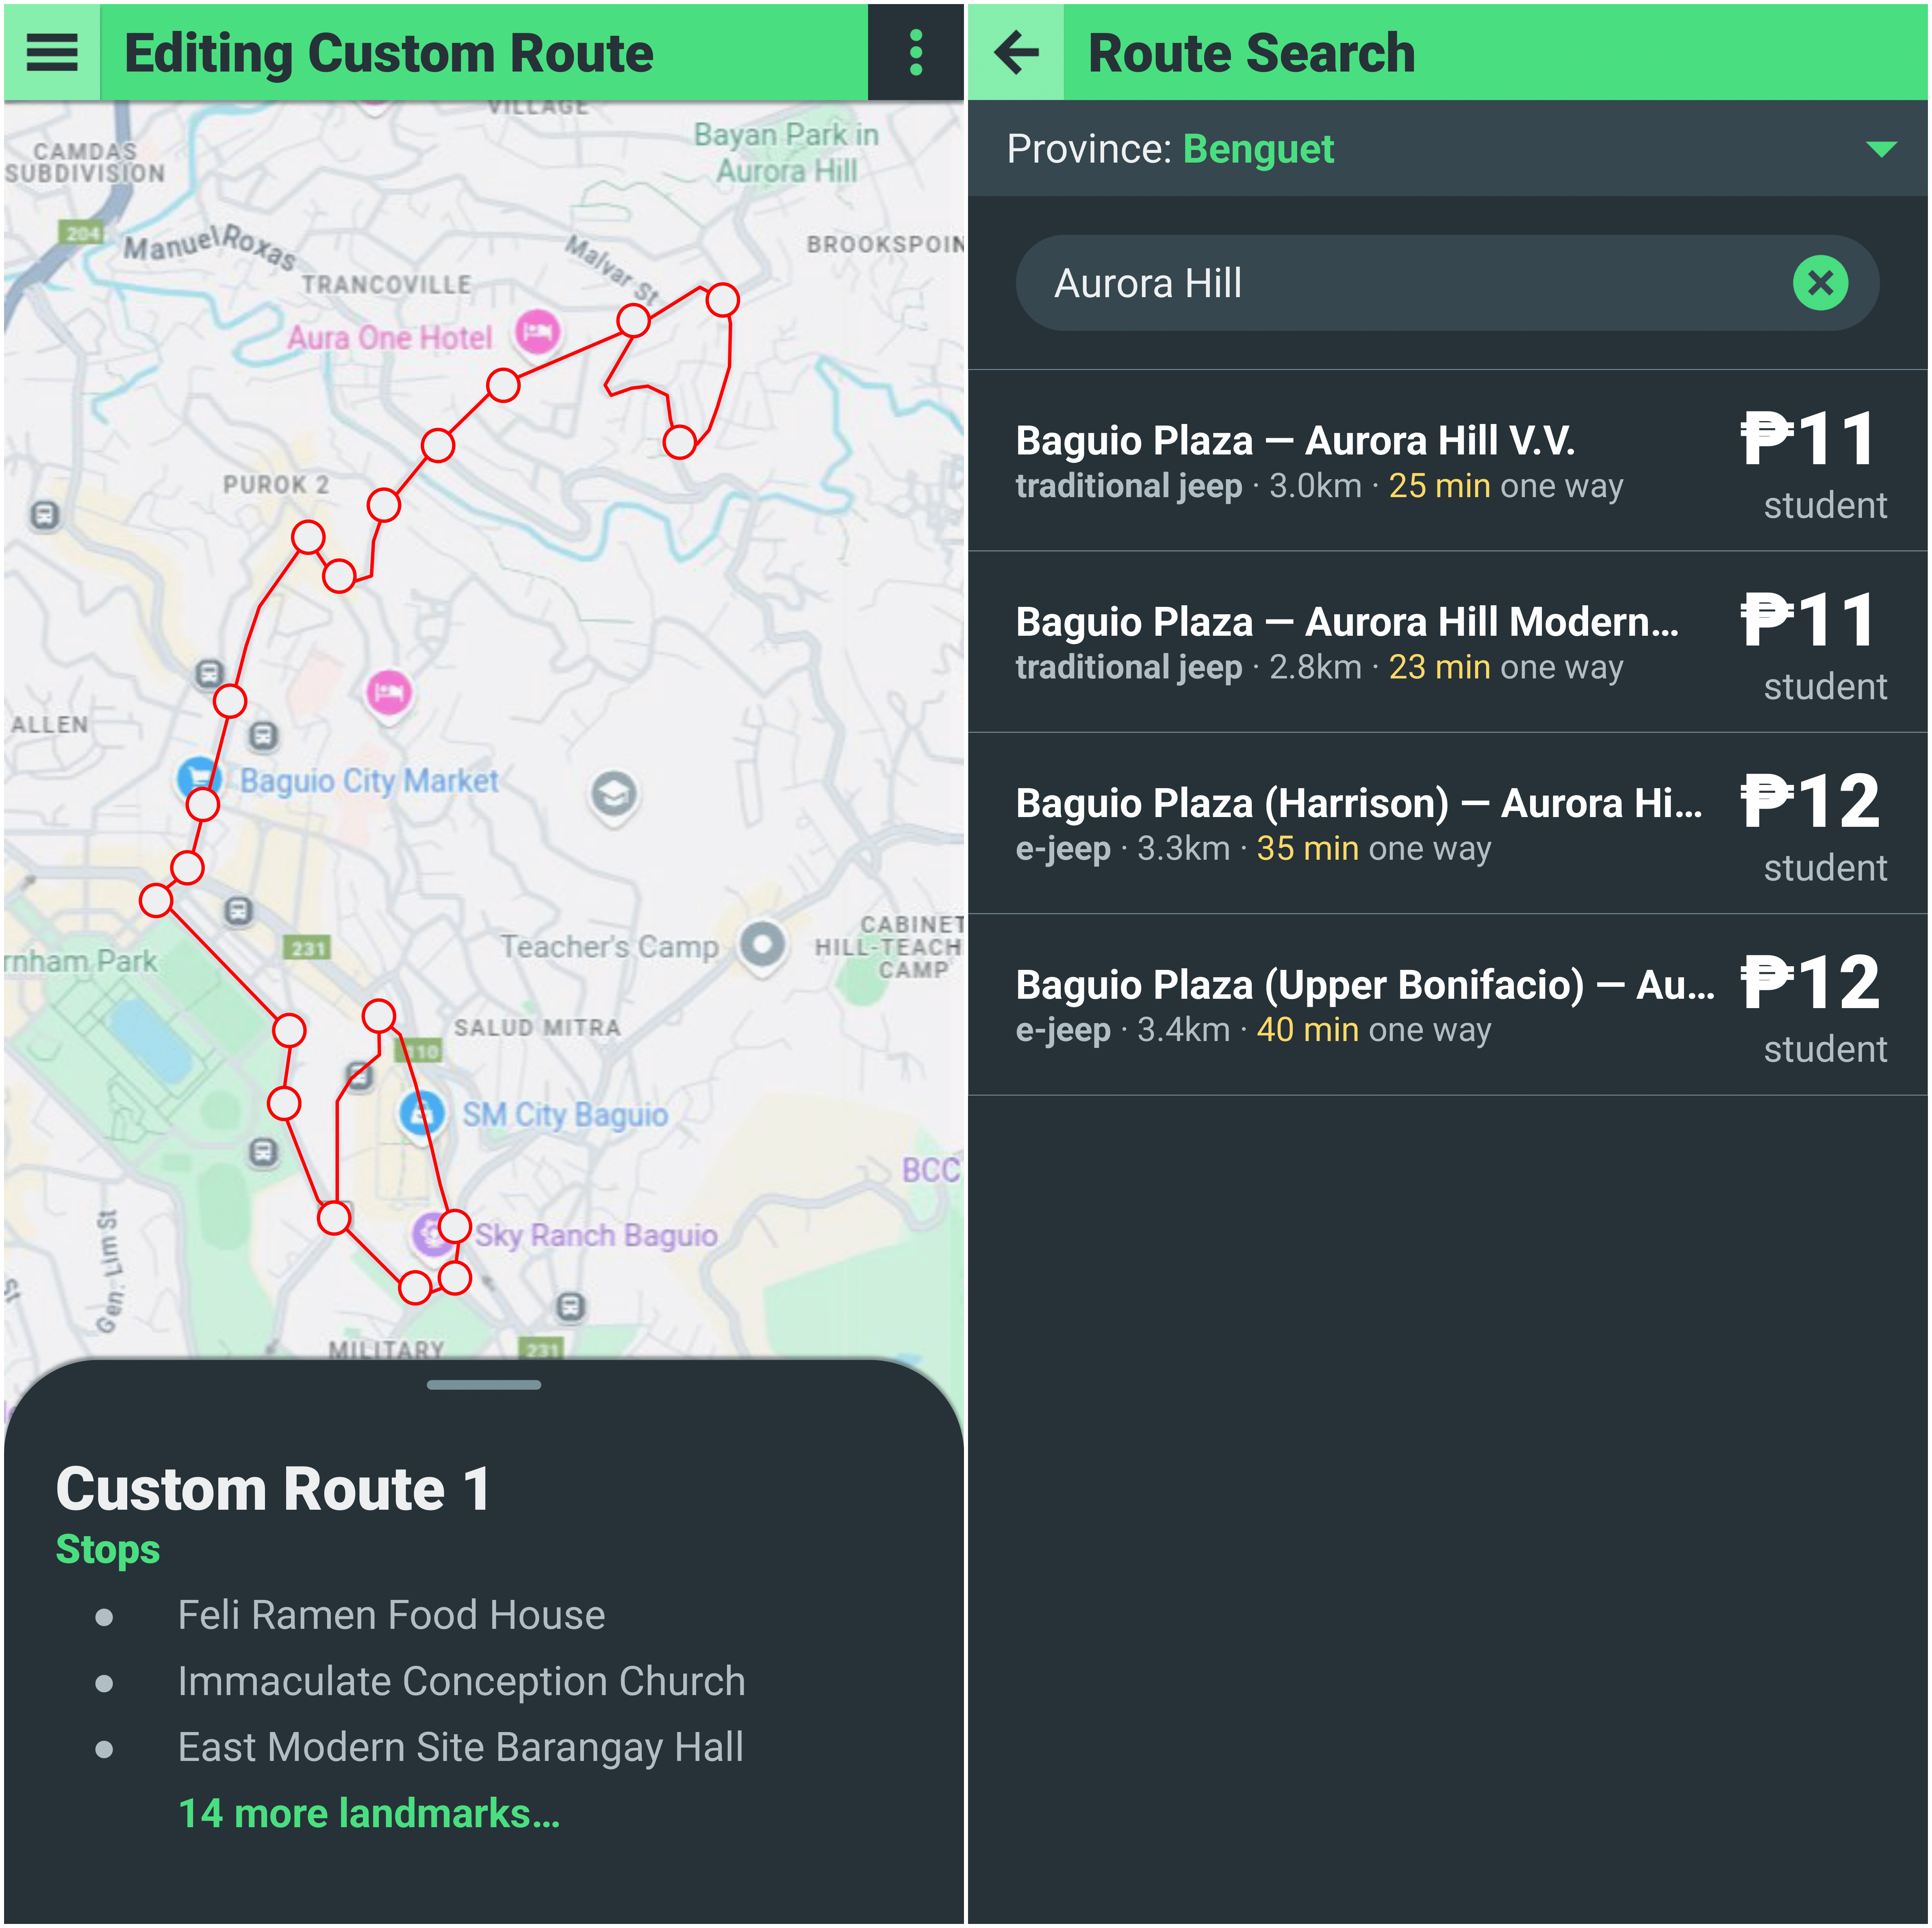 Editing Custom Route
VILLAGE
Bayan Park in
Aurora Hill
CAMDAS
SUBDIVISION
204
Manuel Roxas
Malvar St
BROOKSPOIN
TRANCOVILLE
Aura One Hotel
PUROK 2
ALLEN
Baguio City Market
rnham Park
231
Teacher's Camp
CABINET
HILL-TEACH
CAMP
SALUD MITRA
110
SM City Baguio
BCC
Gen. Lim St
St
Sky Ranch Baguio
MILITARY
231
Custom Route 1
Stops
Feli Ramen Food House
Immaculate Conception Church
East Modern Site Barangay Hall
14 more landmarks...
Route Search
Province: Benguet
Aurora Hill
Baguio Plaza — Aurora Hill V.V.
₱11
traditional jeep · 3.0km · 25 min one way
student
Baguio Plaza — Aurora Hill Modern...
₱11
traditional jeep · 2.8km · 23 min one way
student
Baguio Plaza (Harrison) — Aurora Hi...
₱12
e-jeep · 3.3km · 35 min one way
student
Baguio Plaza (Upper Bonifacio) — Au...
₱12
e-jeep · 3.4km · 40 min one way
student